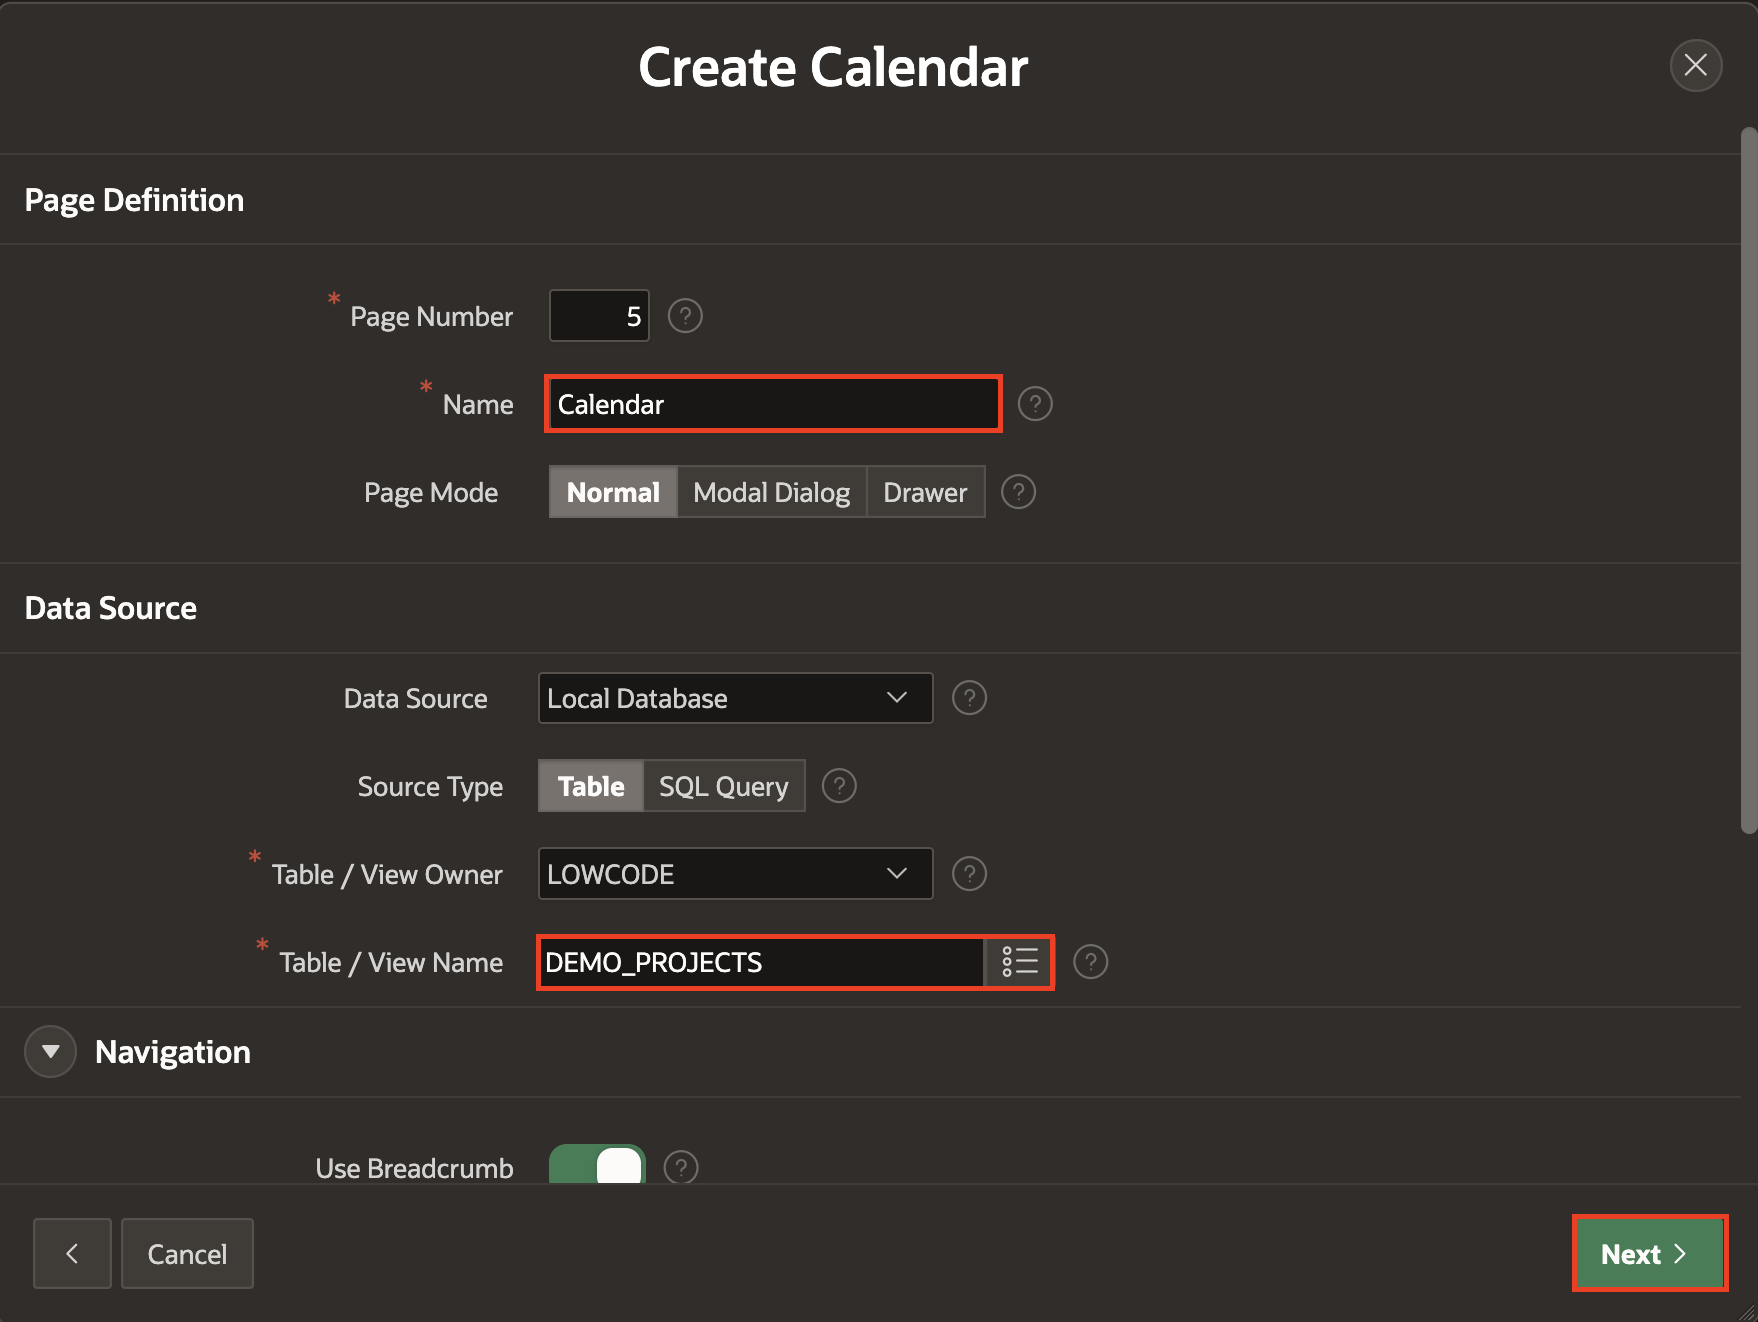 Create Calendar
Page Definition
* Page Number 5 ?
* Name Calendar ?
Page Mode Normal Modal Dialog Drawer ?
Data Source
Data Source Local Database ?
Source Type Table SQL Query ?
* Table / View Owner LOWCODE ?
* Table / View Name DEMO_PROJECTS ?
Navigation
Use Breadcrumb ?
Cancel Next